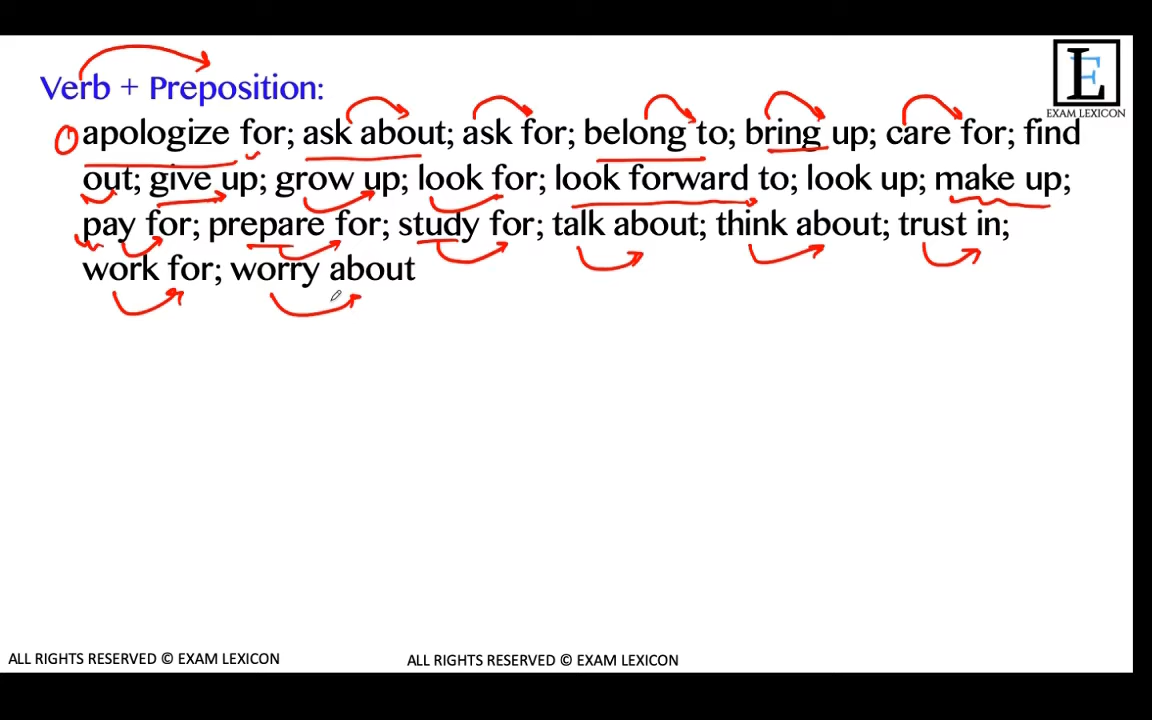 Verb + Preposition:
LE
EXAM LEXICON
apologize for; ask about; ask for; belong to; bring up; care for; find
out; give up; grow up; look for; look forward to; look up; make up;
pay for; prepare for; study for; talk about; think about; trust in;
work for; worry about
ALL RIGHTS RESERVED © EXAM LEXICON
ALL RIGHTS RESERVED © EXAM LEXICON